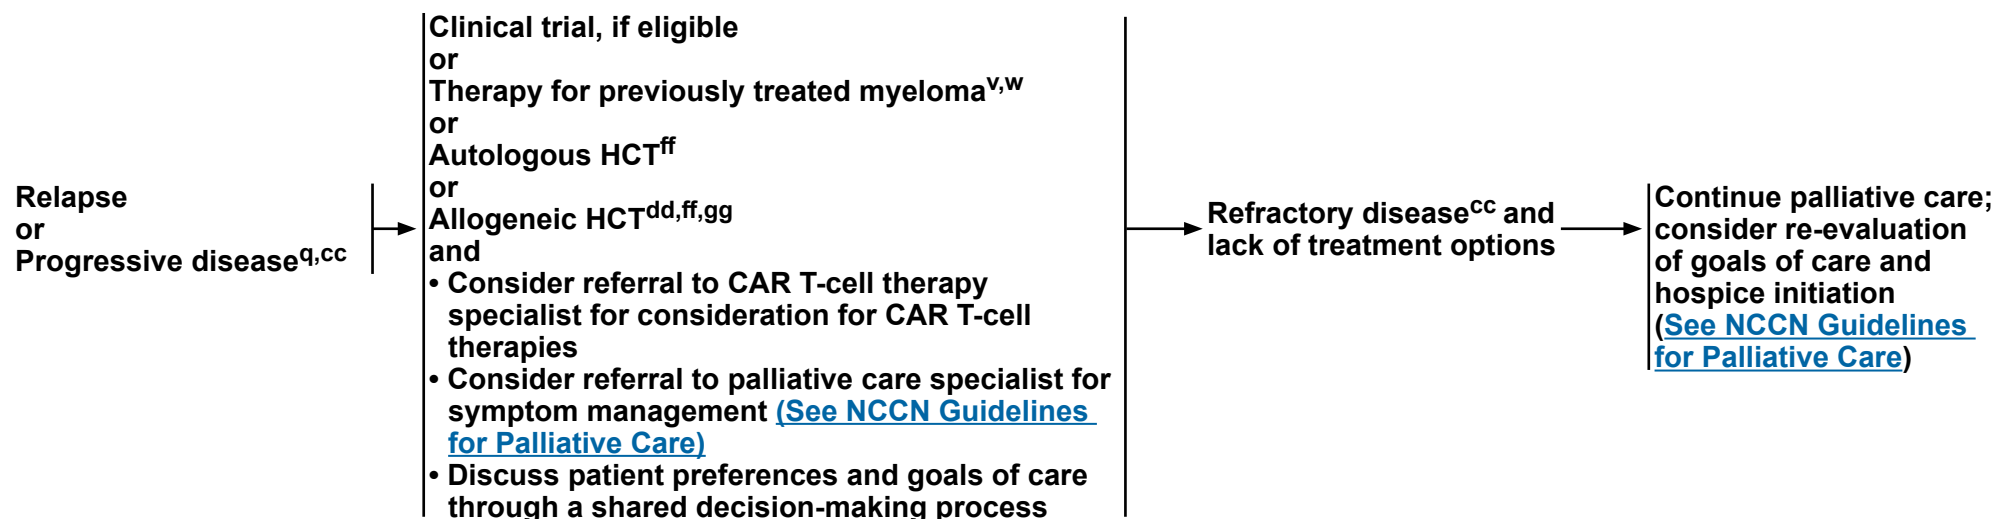 Relapse
or
Progressive disease^q,cc
Clinical trial, if eligible
or
Therapy for previously treated myeloma^v,w
or
Autologous HCT^ff
or
Allogeneic HCT^dd,ff,gg
and
• Consider referral to CAR T-cell therapy
specialist for consideration for CAR T-cell
therapies
• Consider referral to palliative care specialist for
symptom management (See NCCN Guidelines
for Palliative Care)
• Discuss patient preferences and goals of care
through a shared decision-making process
Refractory disease^cc and
lack of treatment options
Continue palliative care;
consider re-evaluation
of goals of care and
hospice initiation
(See NCCN Guidelines
for Palliative Care)